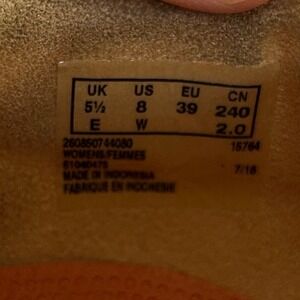 UK US EU CN
5½ 8 39 240
E W 2.0
260850744080 15764
WOMENS/FEMMES
61040475
MADE IN INDONESIA 7/16
FABRIQUE EN INDONESIE